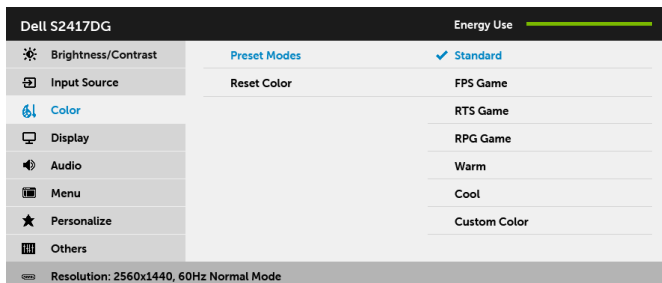 Dell S2417DG
Energy Use
Brightness/Contrast
Preset Modes
Standard
Input Source
Reset Color
FPS Game
Color
RTS Game
Display
RPG Game
Audio
Warm
Menu
Cool
Personalize
Custom Color
Others
Resolution: 2560x1440, 60Hz Normal Mode